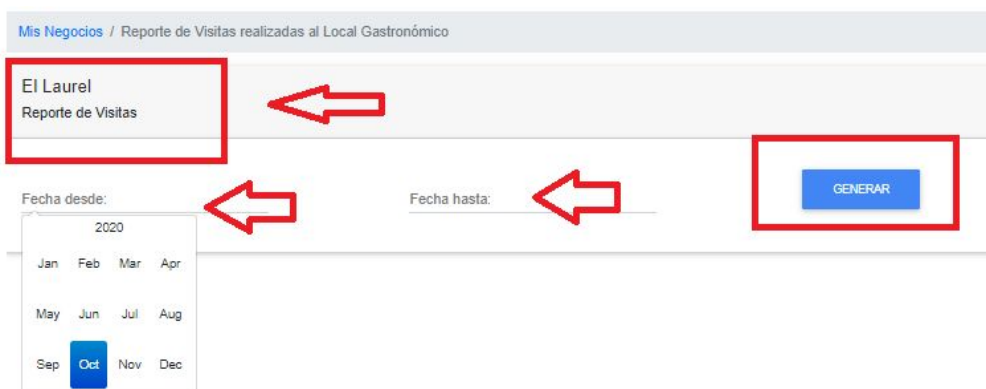 Mis Negocios / Reporte de Visitas realizadas al Local Gastronómico
El Laurel
Reporte de Visitas
Fecha desde:
Fecha hasta:
GENERAR
2020
Jan Feb Mar Apr
May Jun Jul Aug
Sep Oct Nov Dec